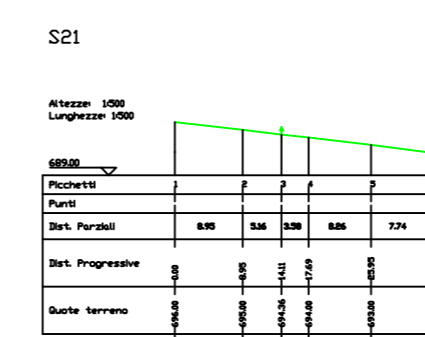 S21
Altezze: 1:500
Lunghezze: 1:500
689.00
Picchetti 1 2 3 4 5
Punti
Dist. Parziali 8.95 5.16 3.58 8.26 7.74
Dist. Progressive 0.00 8.95 14.11 17.69 25.95
Quote terreno 696.00 695.00 694.36 694.00 693.00